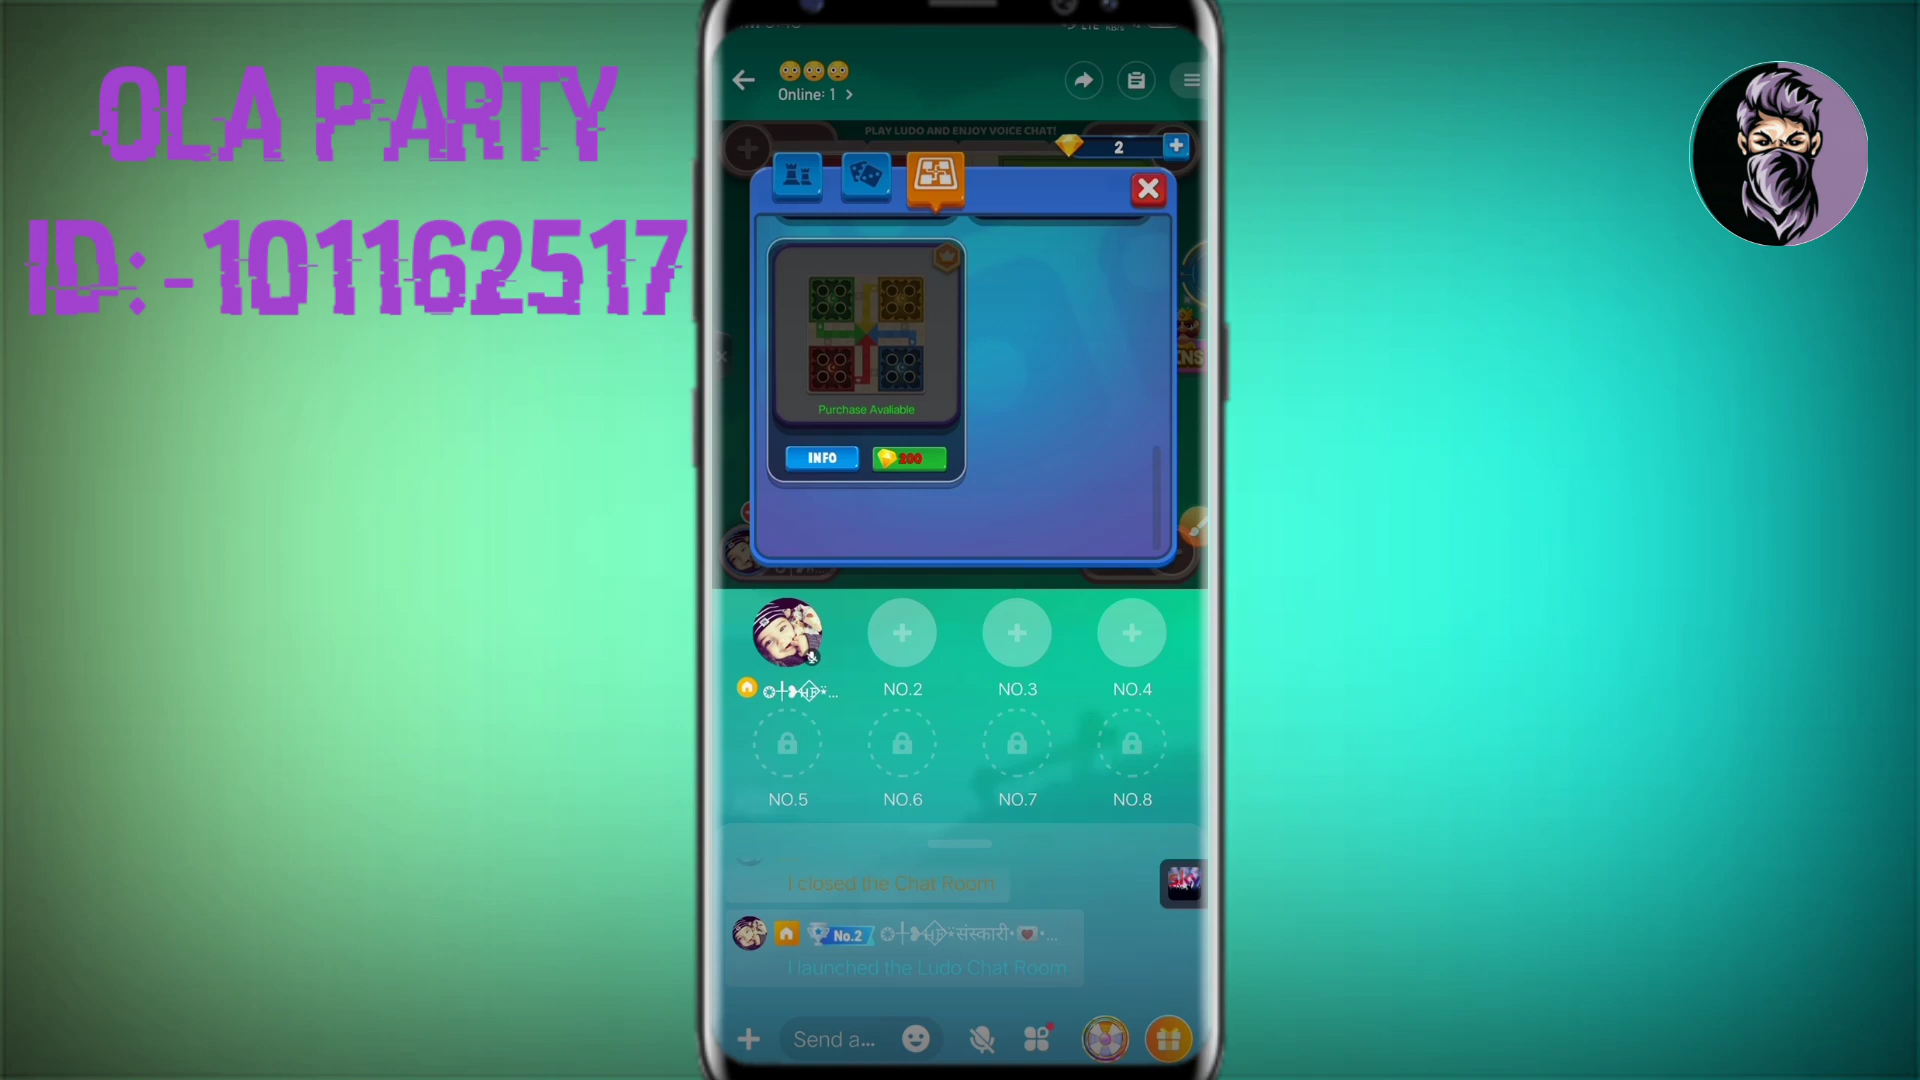 OLA PARTY
ID:-101162517
Online: 1 >
PLAY LUDO AND ENJOY VOICE CHAT!
2
Purchase Avaliable
INFO
200
NO.2
NO.3
NO.4
NO.5
NO.6
NO.7
NO.8
I closed the Chat Room
No.2
संस्कारी
I launched the Ludo Chat Room
Send a...